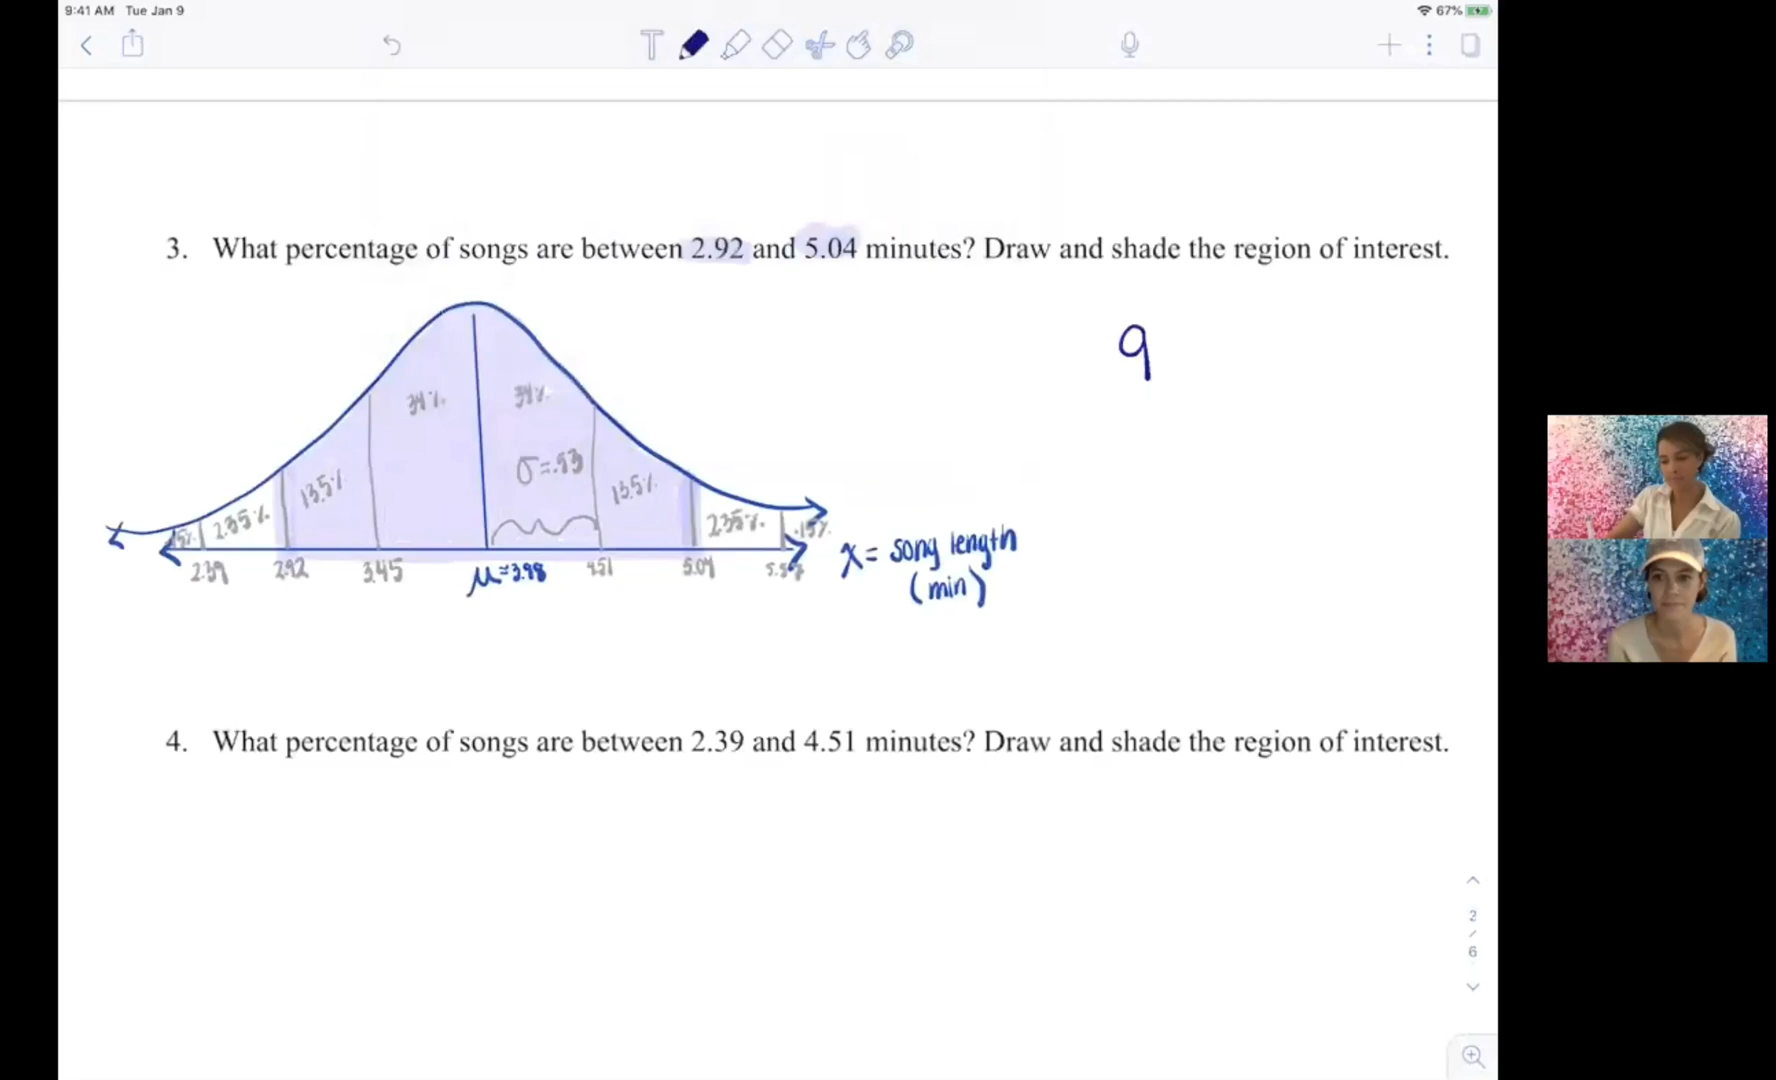 9:41 AM Tue Jan 9
67%
T
3. What percentage of songs are between 2.92 and 5.04 minutes? Draw and shade the region of interest.
9
34% 34%
σ=.53
.15% 2.35% 13.5% 13.5% 2.35% .15%
2.39 2.92 3.45 μ=3.98 4.51 5.04 5.57
x= song length
(min)
4. What percentage of songs are between 2.39 and 4.51 minutes? Draw and shade the region of interest.
2
/
6